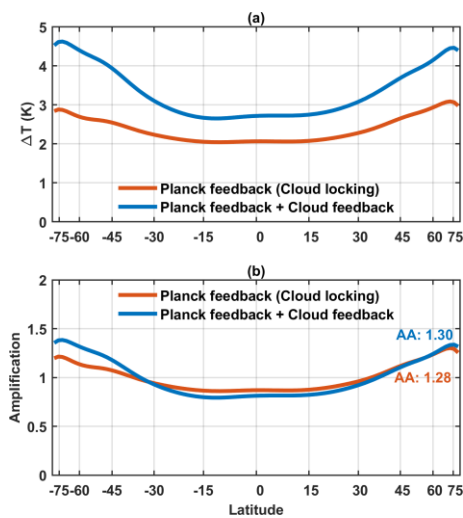 (a)
5
4
3
2
1
0
ΔT (K)
Planck feedback (Cloud locking)
Planck feedback + Cloud feedback
-75 -60 -45 -30 -15 0 15 30 45 60 75
(b)
2
1.5
1
0.5
0
Amplification
Planck feedback (Cloud locking)
Planck feedback + Cloud feedback
AA: 1.30
AA: 1.28
-75 -60 -45 -30 -15 0 15 30 45 60 75
Latitude